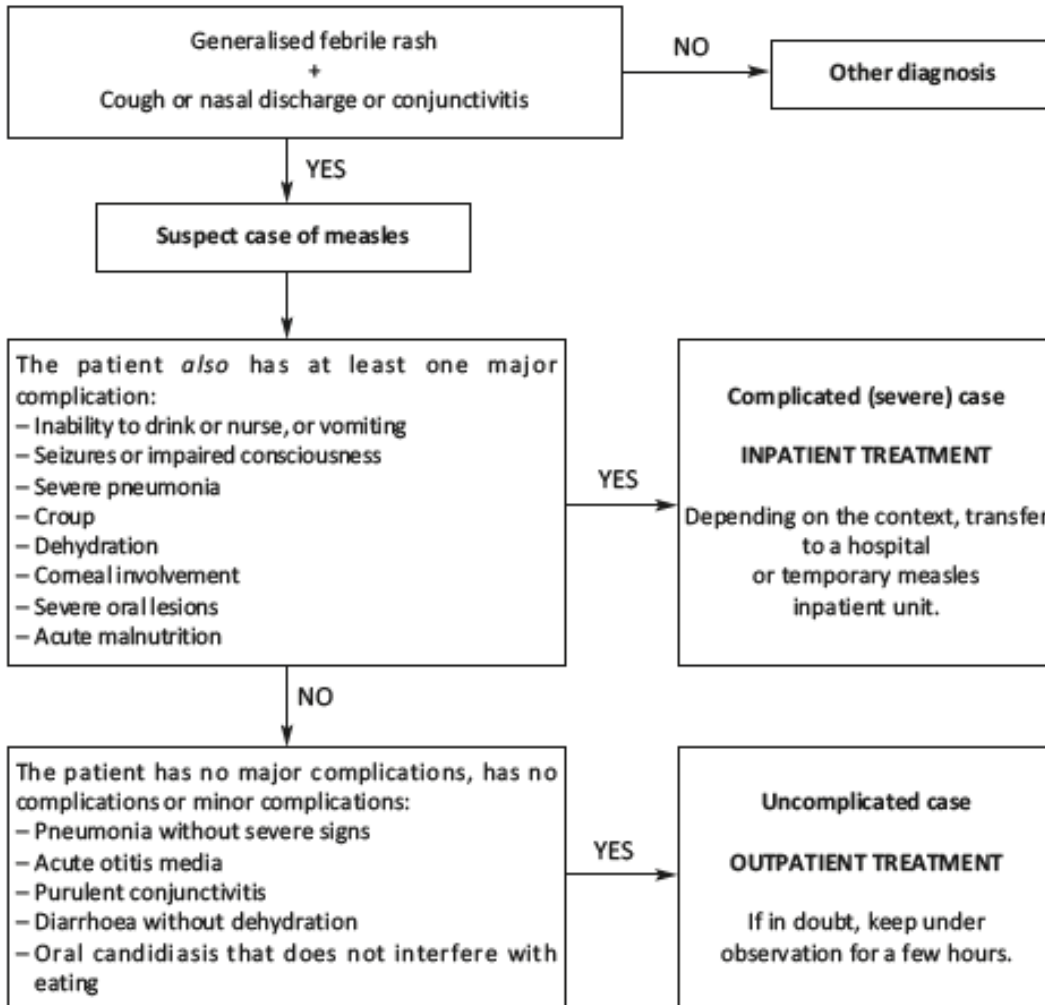 Generalised febrile rash
+
Cough or nasal discharge or conjunctivitis
NO
Other diagnosis
YES
Suspect case of measles
The patient also has at least one major
complication:
– Inability to drink or nurse, or vomiting
– Seizures or impaired consciousness
– Severe pneumonia
– Croup
– Dehydration
– Corneal involvement
– Severe oral lesions
– Acute malnutrition
YES
Complicated (severe) case
INPATIENT TREATMENT
Depending on the context, transfer
to a hospital
or temporary measles
inpatient unit.
NO
The patient has no major complications, has no
complications or minor complications:
– Pneumonia without severe signs
– Acute otitis media
– Purulent conjunctivitis
– Diarrhoea without dehydration
– Oral candidiasis that does not interfere with
eating
YES
Uncomplicated case
OUTPATIENT TREATMENT
If in doubt, keep under
observation for a few hours.